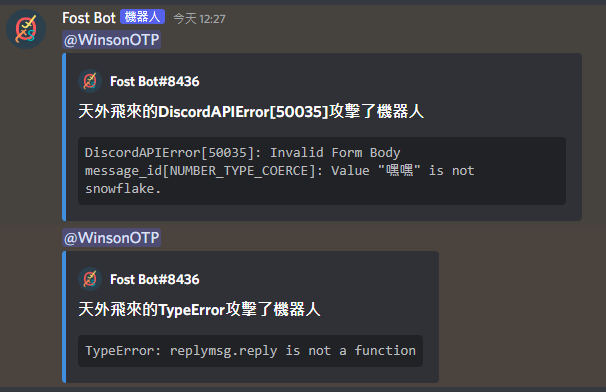 Fost Bot 機器人 今天 12:27
@WinsonOTP
Fost Bot#8436
天外飛來的DiscordAPIError[50035]攻擊了機器人
DiscordAPIError[50035]: Invalid Form Body
message_id[NUMBER_TYPE_COERCE]: Value "嘿嘿" is not
snowflake.
@WinsonOTP
Fost Bot#8436
天外飛來的TypeError攻擊了機器人
TypeError: replymsg.reply is not a function